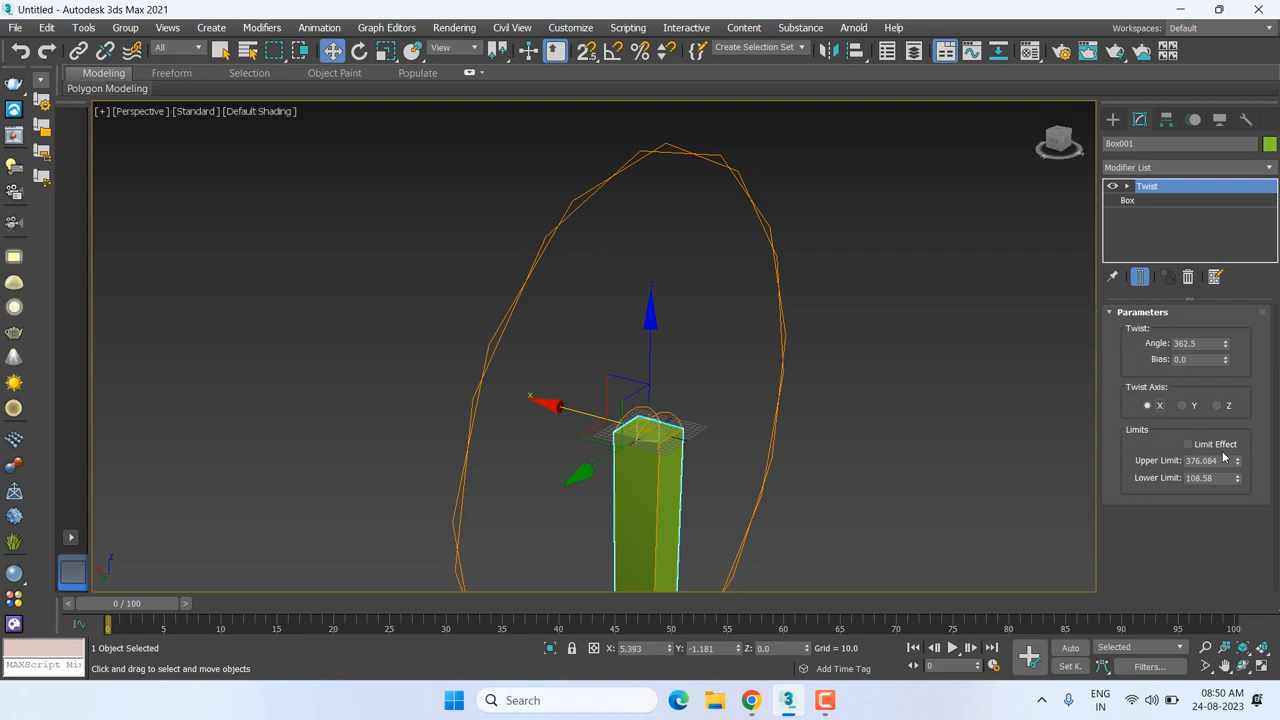 Untitled - Autodesk 3ds Max 2021
File Edit Tools Group Views Create Modifiers Animation Graph Editors Rendering Civil View Customize Scripting Interactive Content Substance Arnold Help
Workspaces: Default
All
View
Create Selection Set
Modeling Freeform Selection Object Paint Populate
Polygon Modeling
[+] [Perspective ] [Standard ] [Default Shading ]
Box001
Modifier List
Twist
Box
Parameters
Twist:
Angle: 362.5
Bias: 0.0
Twist Axis:
X Y Z
Limits
Limit Effect
Upper Limit: 376.084
Lower Limit: 108.58
z
x
z
< 0 / 100 >
0 5 10 15 20 25 30 35 40 45 50 55 60 65 70 75 80 85 90 95 100
1 Object Selected
X: 5.393 Y: -1.181 Z: 0.0 Grid = 10.0
Auto Selected
MAXScript Mi
Click and drag to select and move objects
Add Time Tag
0
Set K. Filters...
Search
ENG
IN
08:50 AM
24-08-2023